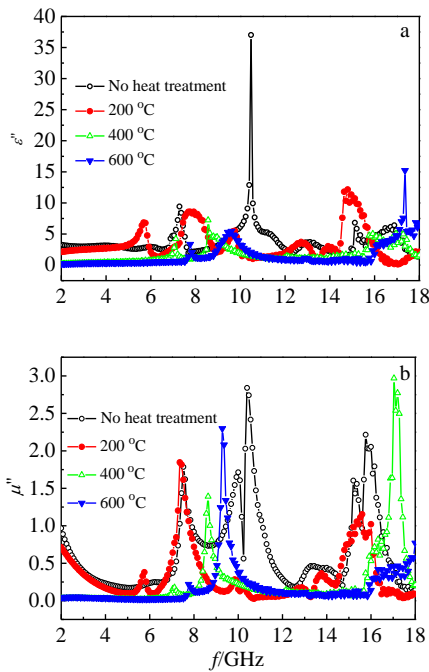 40
35
30
25
20
15
10
5
0
ε''
a
No heat treatment
200 °C
400 °C
600 °C
2 4 6 8 10 12 14 16 18
3.0
2.5
2.0
1.5
1.0
0.5
0.0
μ''
b
No heat treatment
200 °C
400 °C
600 °C
2 4 6 8 10 12 14 16 18
f/GHz